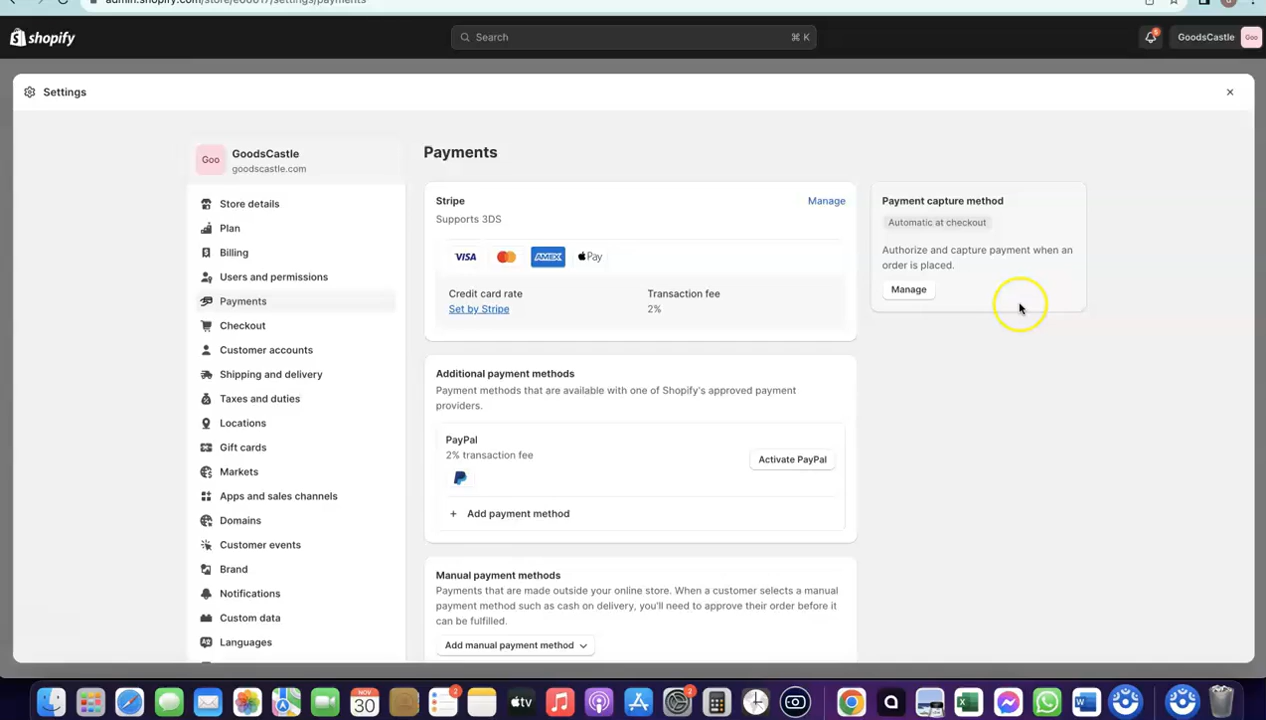 admin.shopify.com/store/e66617/settings/payments
shopify
Search
⌘ K
GoodsCastle
Goo
Settings
Goo
GoodsCastle
goodscastle.com
Store details
Plan
Billing
Users and permissions
Payments
Checkout
Customer accounts
Shipping and delivery
Taxes and duties
Locations
Gift cards
Markets
Apps and sales channels
Domains
Customer events
Brand
Notifications
Custom data
Languages
Payments
Stripe
Manage
Supports 3DS
VISA
AMEX
Pay
Credit card rate
Transaction fee
Set by Stripe
2%
Additional payment methods
Payment methods that are available with one of Shopify's approved payment
providers.
PayPal
2% transaction fee
Activate PayPal
+ Add payment method
Manual payment methods
Payments that are made outside your online store. When a customer selects a manual
payment method such as cash on delivery, you'll need to approve their order before it
can be fulfilled.
Add manual payment method
Payment capture method
Automatic at checkout
Authorize and capture payment when an
order is placed.
Manage
NOV
30
2
tv
2